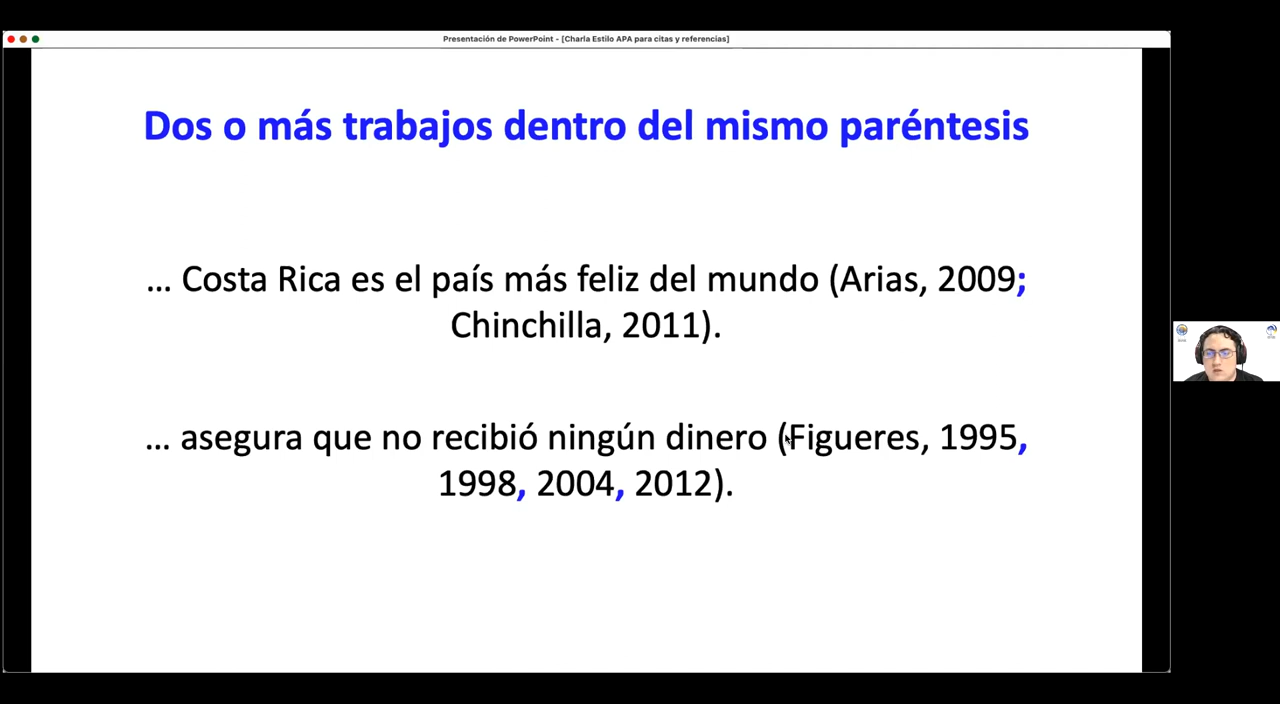 Presentación de PowerPoint - [Charla Estilo APA para citas y referencias]
Dos o más trabajos dentro del mismo paréntesis
... Costa Rica es el país más feliz del mundo (Arias, 2009;
Chinchilla, 2011).
... asegura que no recibió ningún dinero (Figueres, 1995,
1998, 2004, 2012).